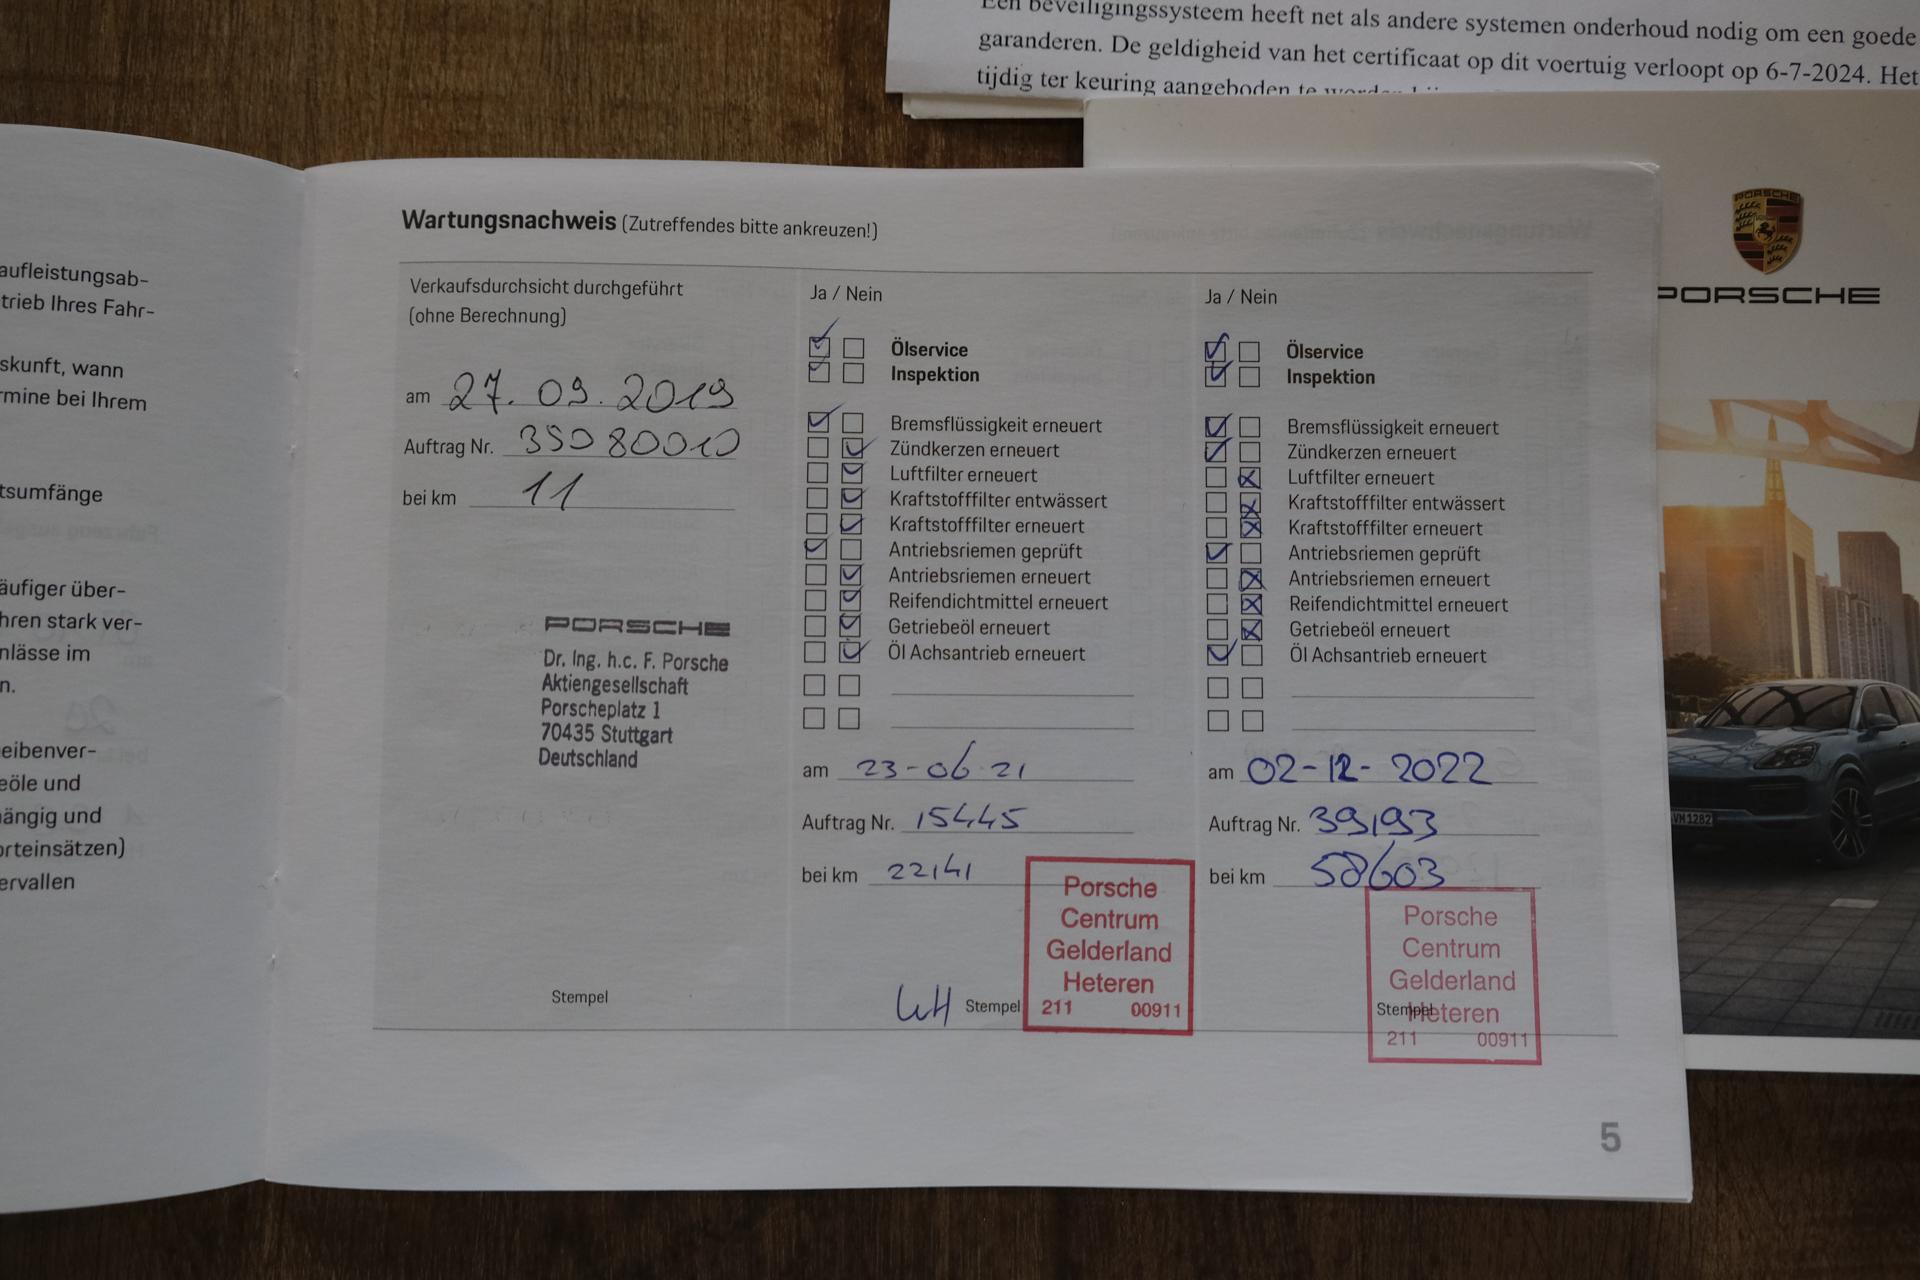 Een beveiligingssysteem heeft net als andere systemen onderhoud nodig om een goede
garanderen. De geldigheid van het certificaat op dit voertuig verloopt op 6-7-2024. Het
tijdig ter keuring aangeboden te worden
PORSCHE
PORSCHE
VM 1282
aufleistungsab-
trieb Ihres Fahr-
skunft, wann
rmine bei Ihrem
tsumfänge
äufiger über-
hren stark ver-
nlässe im
n.
eibenver-
eöle und
ängig und
orteinsätzen)
ervallen
Wartungsnachweis (Zutreffendes bitte ankreuzen!)
Verkaufsdurchsicht durchgeführt
(ohne Berechnung)
am 27. 09. 2019
Auftrag Nr. 35080010
bei km 11
PORSCHE
Dr. Ing. h.c. F. Porsche
Aktiengesellschaft
Porscheplatz 1
70435 Stuttgart
Deutschland
Stempel
Ja / Nein
Ölservice
Inspektion
Bremsflüssigkeit erneuert
Zündkerzen erneuert
Luftfilter erneuert
Kraftstofffilter entwässert
Kraftstofffilter erneuert
Antriebsriemen geprüft
Antriebsriemen erneuert
Reifendichtmittel erneuert
Getriebeöl erneuert
Öl Achsantrieb erneuert
am 23-06-21
Auftrag Nr. 15445
bei km 22141
Stempel
Porsche
Centrum
Gelderland
Heteren
211 00911
Ja / Nein
Ölservice
Inspektion
Bremsflüssigkeit erneuert
Zündkerzen erneuert
Luftfilter erneuert
Kraftstofffilter entwässert
Kraftstofffilter erneuert
Antriebsriemen geprüft
Antriebsriemen erneuert
Reifendichtmittel erneuert
Getriebeöl erneuert
Öl Achsantrieb erneuert
am 02-12-2022
Auftrag Nr. 39193
bei km 58603
Stempel
Porsche
Centrum
Gelderland
Heteren
211 00911
5